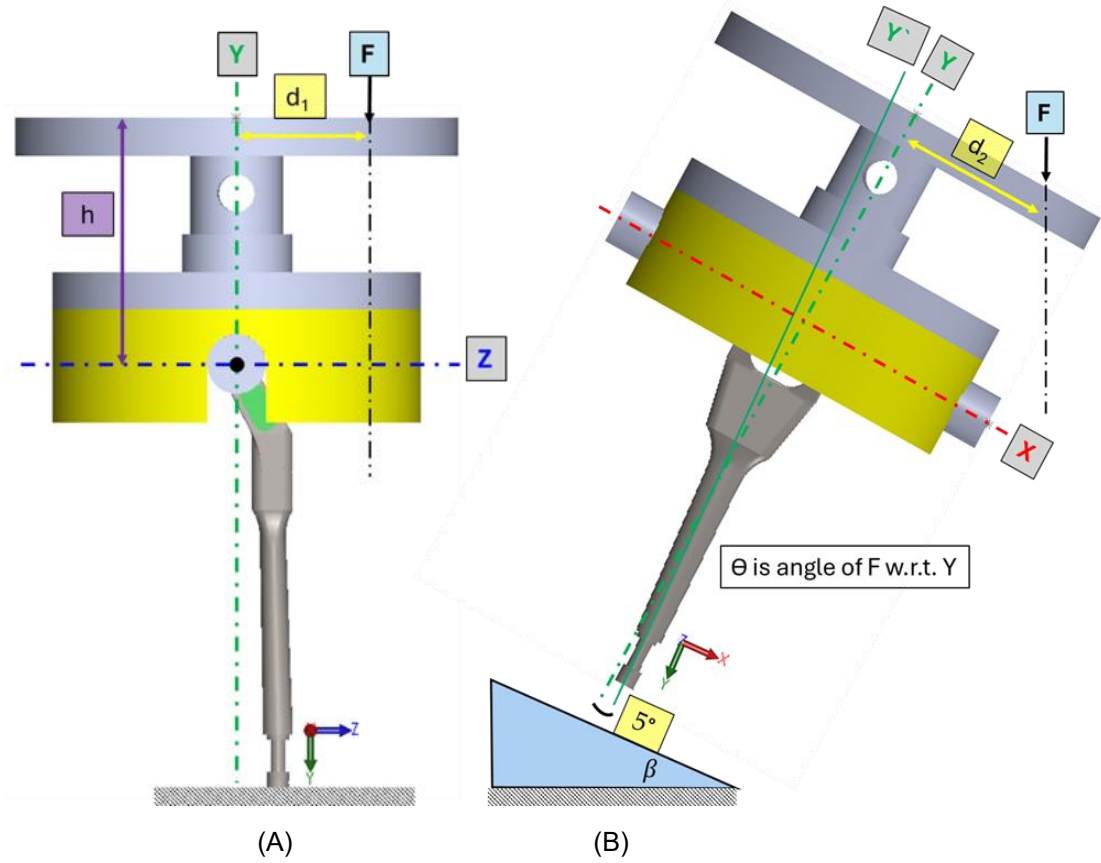 Y
F
d₁
h
Z
Z
Y
(A)
Y`
Y
F
d₂
X
ϴ is angle of F w.r.t. Y
Z
X
Y
5°
β
(B)